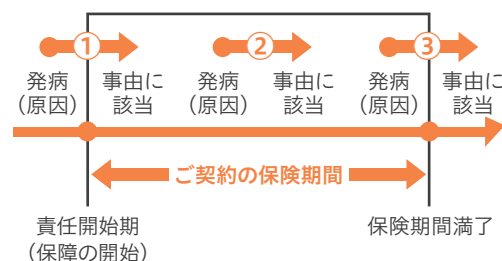 1 2 3
発病 事由に 発病 事由に 発病 事由に
（原因） 該当 （原因） 該当 （原因） 該当
ご契約の保険期間
責任開始期 保険期間満了
（保障の開始）